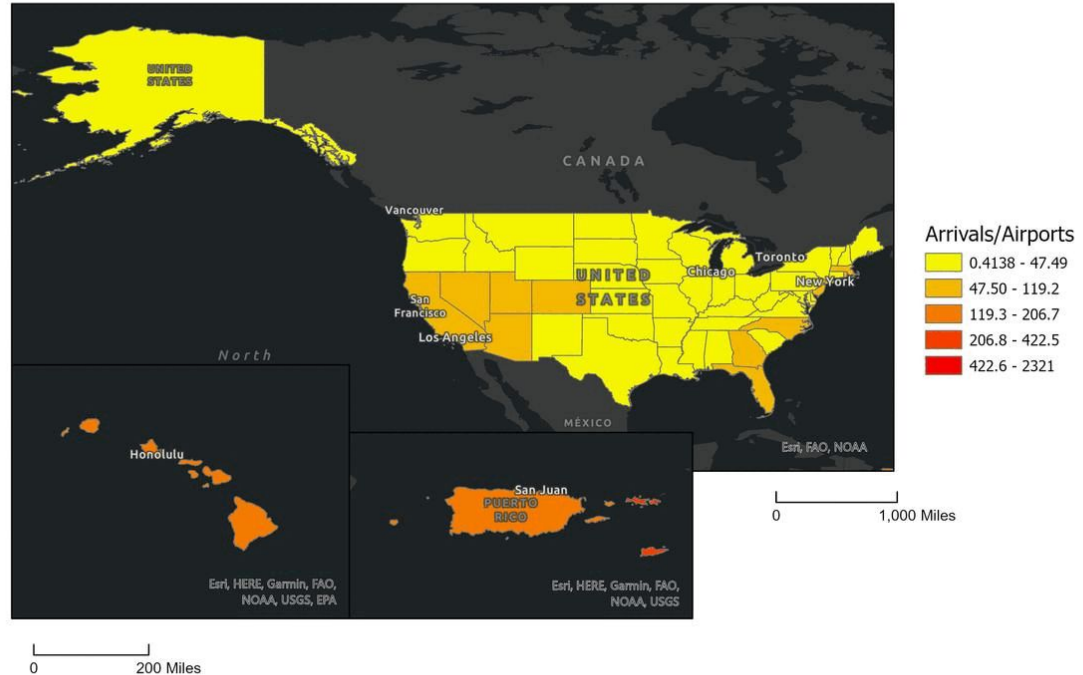 UNITED
STATES
CANADA
Vancouver
Toronto
Chicago
UNITED
STATES
New York
San
Francisco
Los Angeles
North
MÉXICO
Esri, FAO, NOAA
Arrivals/Airports
0.4138 - 47.49
47.50 - 119.2
119.3 - 206.7
206.8 - 422.5
422.6 - 2321
0 1,000 Miles
Honolulu
Esri, HERE, Garmin, FAO,
NOAA, USGS, EPA
San Juan
PUERTO
RICO
Esri, HERE, Garmin, FAO,
NOAA, USGS
0 200 Miles